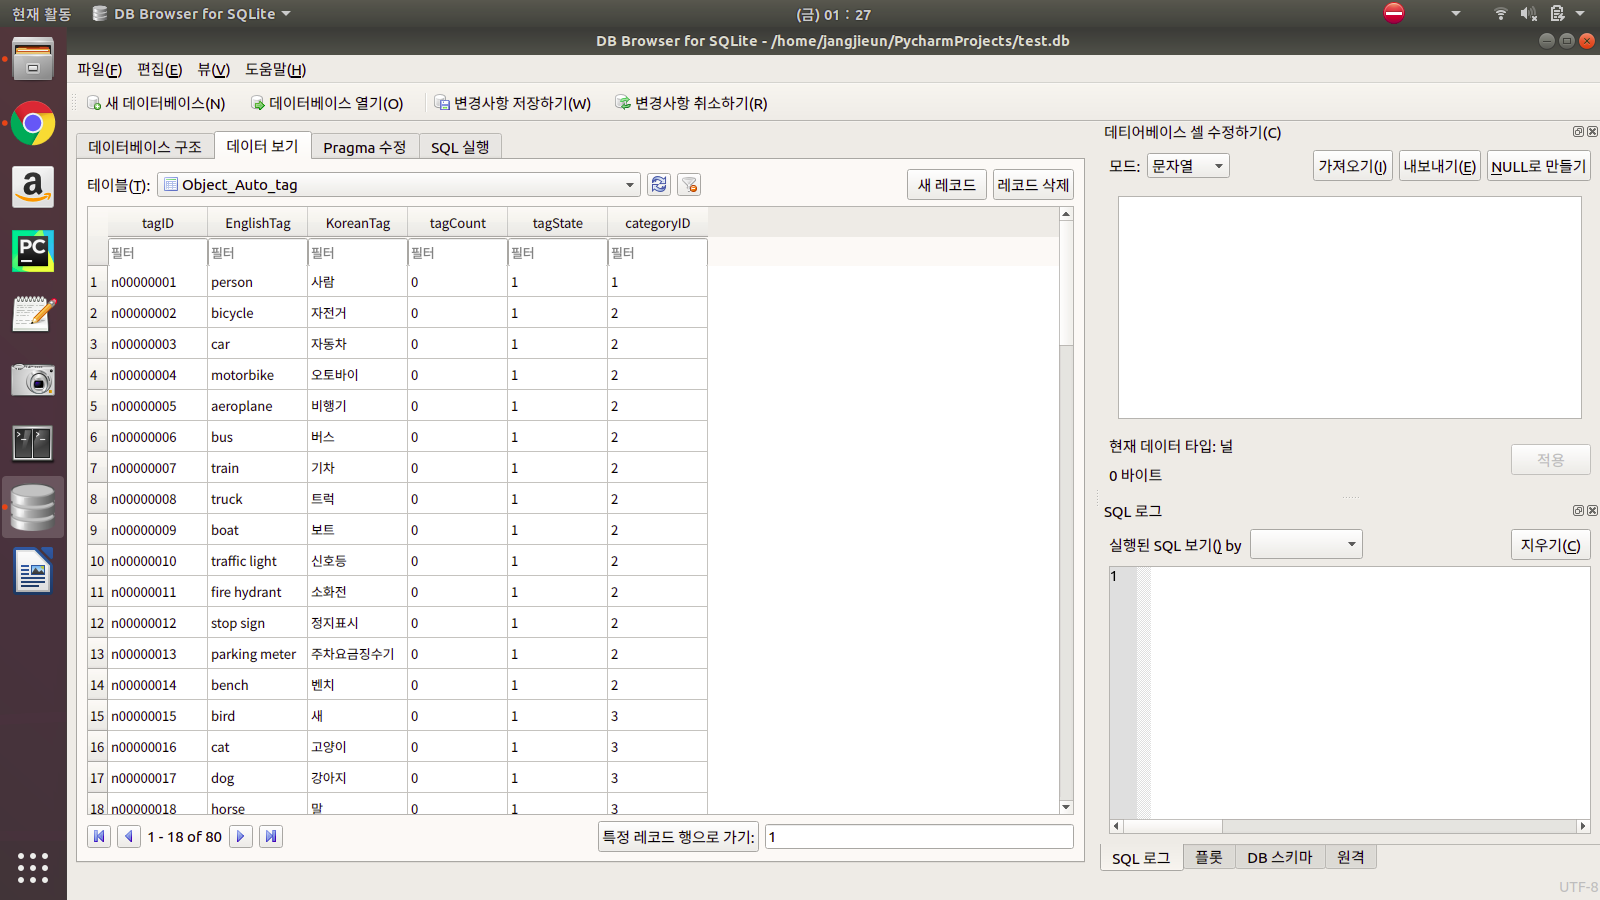 현재 활동
DB Browser for SQLite
(금) 01 : 27
DB Browser for SQLite - /home/jangjieun/PycharmProjects/test.db
파일(F) 편집(E) 뷰(V) 도움말(H)
새 데이터베이스(N) 데이터베이스 열기(O) 변경사항 저장하기(W) 변경사항 취소하기(R)
데이터베이스 구조 데이터 보기 Pragma 수정 SQL 실행
테이블(T): Object_Auto_tag 새 레코드 레코드 삭제
tagID EnglishTag KoreanTag tagCount tagState categoryID
필터 필터 필터 필터 필터 필터
1 n00000001 person 사람 0 1 1
2 n00000002 bicycle 자전거 0 1 2
3 n00000003 car 자동차 0 1 2
4 n00000004 motorbike 오토바이 0 1 2
5 n00000005 aeroplane 비행기 0 1 2
6 n00000006 bus 버스 0 1 2
7 n00000007 train 기차 0 1 2
8 n00000008 truck 트럭 0 1 2
9 n00000009 boat 보트 0 1 2
10 n00000010 traffic light 신호등 0 1 2
11 n00000011 fire hydrant 소화전 0 1 2
12 n00000012 stop sign 정지표시 0 1 2
13 n00000013 parking meter 주차요금징수기 0 1 2
14 n00000014 bench 벤치 0 1 2
15 n00000015 bird 새 0 1 3
16 n00000016 cat 고양이 0 1 3
17 n00000017 dog 강아지 0 1 3
18 n00000018 horse 말 0 1 3
1 - 18 of 80 특정 레코드 행으로 가기: 1
데티어베이스 셀 수정하기(C)
모드: 문자열 가져오기(I) 내보내기(E) NULL로 만들기
현재 데이터 타입: 널
0 바이트
적용
SQL 로그
실행된 SQL 보기() by 지우기(C)
1
SQL 로그 플롯 DB 스키마 원격
UTF-8
a
PC